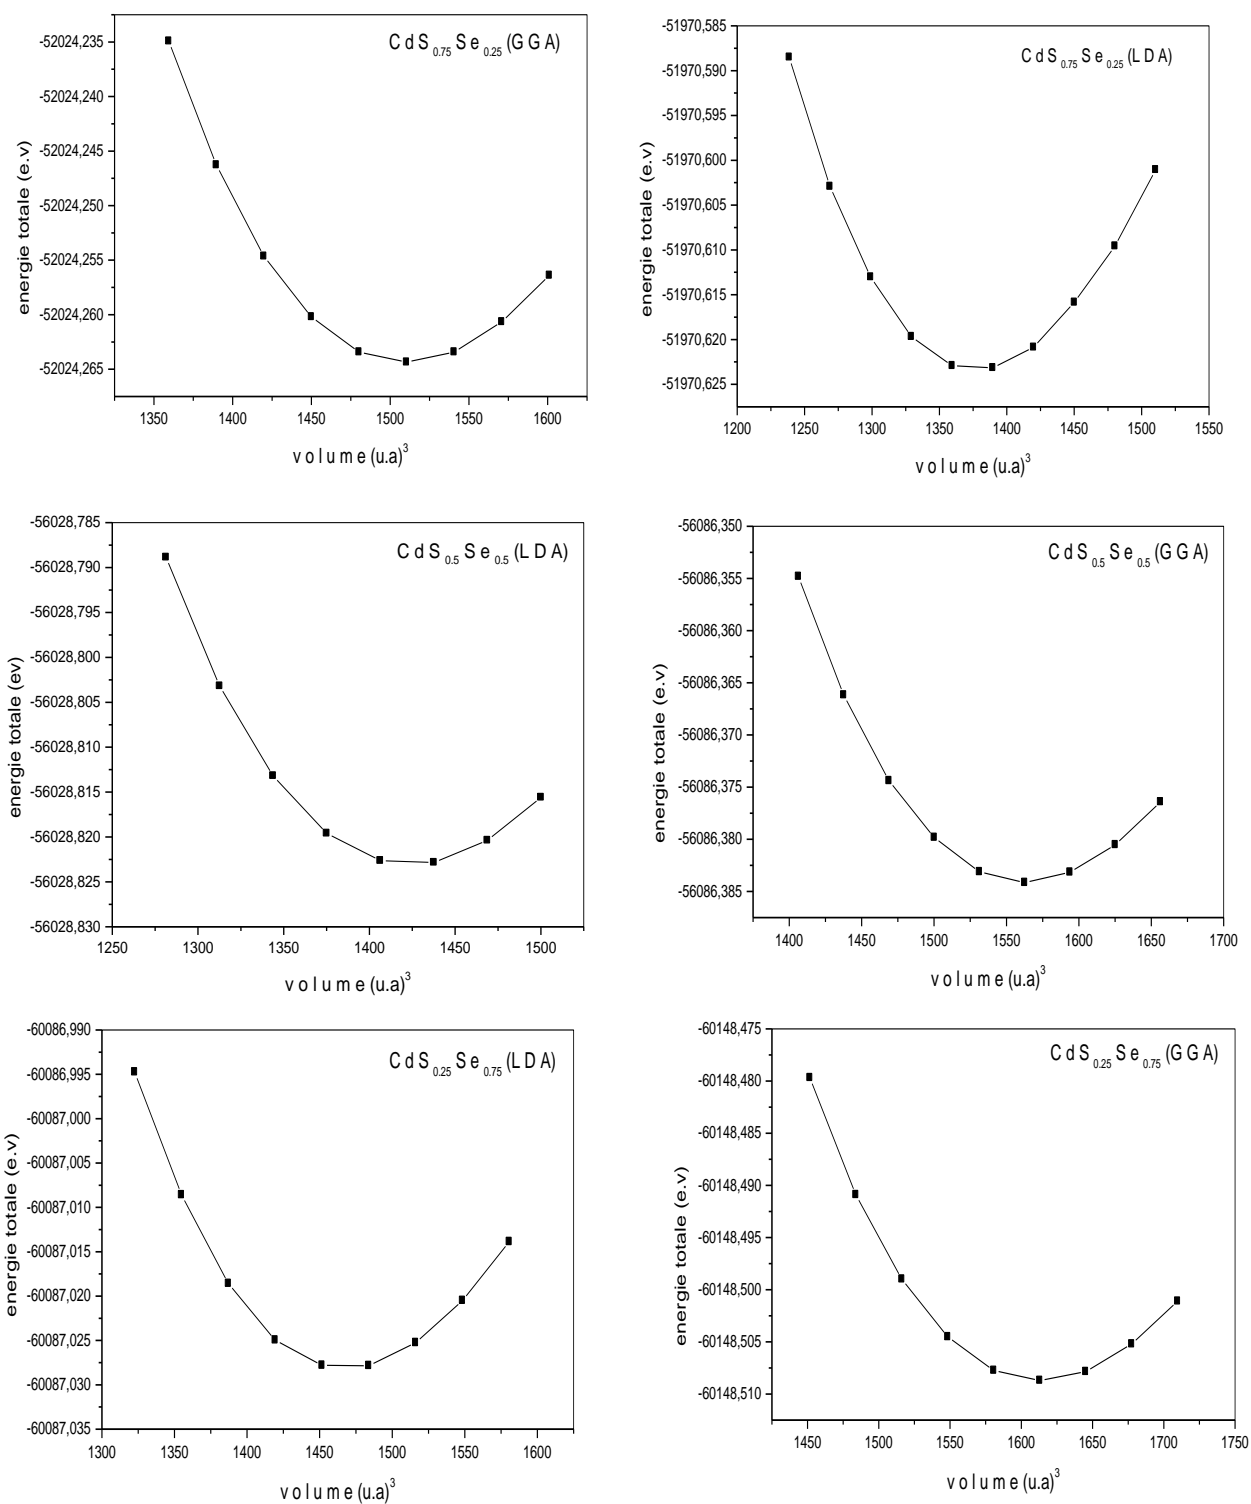 CdS0.75Se0.25(GGA)
-52024,235
-52024,240
-52024,245
-52024,250
-52024,255
-52024,260
-52024,265
energie totale (e.v)
1350 1400 1450 1500 1550 1600
volume (u.a)3
CdS0.75Se0.25(LDA)
-51970,585
-51970,590
-51970,595
-51970,600
-51970,605
-51970,610
-51970,615
-51970,620
-51970,625
energie totale (e.v)
1200 1250 1300 1350 1400 1450 1500 1550
volume (u.a)3
CdS0.5Se0.5(LDA)
-56028,785
-56028,790
-56028,795
-56028,800
-56028,805
-56028,810
-56028,815
-56028,820
-56028,825
-56028,830
energie totale (ev)
1250 1300 1350 1400 1450 1500
volume (u.a)3
CdS0.5Se0.5(GGA)
-56086,350
-56086,355
-56086,360
-56086,365
-56086,370
-56086,375
-56086,380
-56086,385
energie totale (e.v)
1400 1450 1500 1550 1600 1650 1700
volume (u.a)3
CdS0.25Se0.75(LDA)
-60086,990
-60086,995
-60087,000
-60087,005
-60087,010
-60087,015
-60087,020
-60087,025
-60087,030
-60087,035
energie totale (e.v)
1300 1350 1400 1450 1500 1550 1600
volume (u.a)3
CdS0.25Se0.75(GGA)
-60148,475
-60148,480
-60148,485
-60148,490
-60148,495
-60148,500
-60148,505
-60148,510
energie totale (e.v)
1450 1500 1550 1600 1650 1700 1750
volume (u.a)3